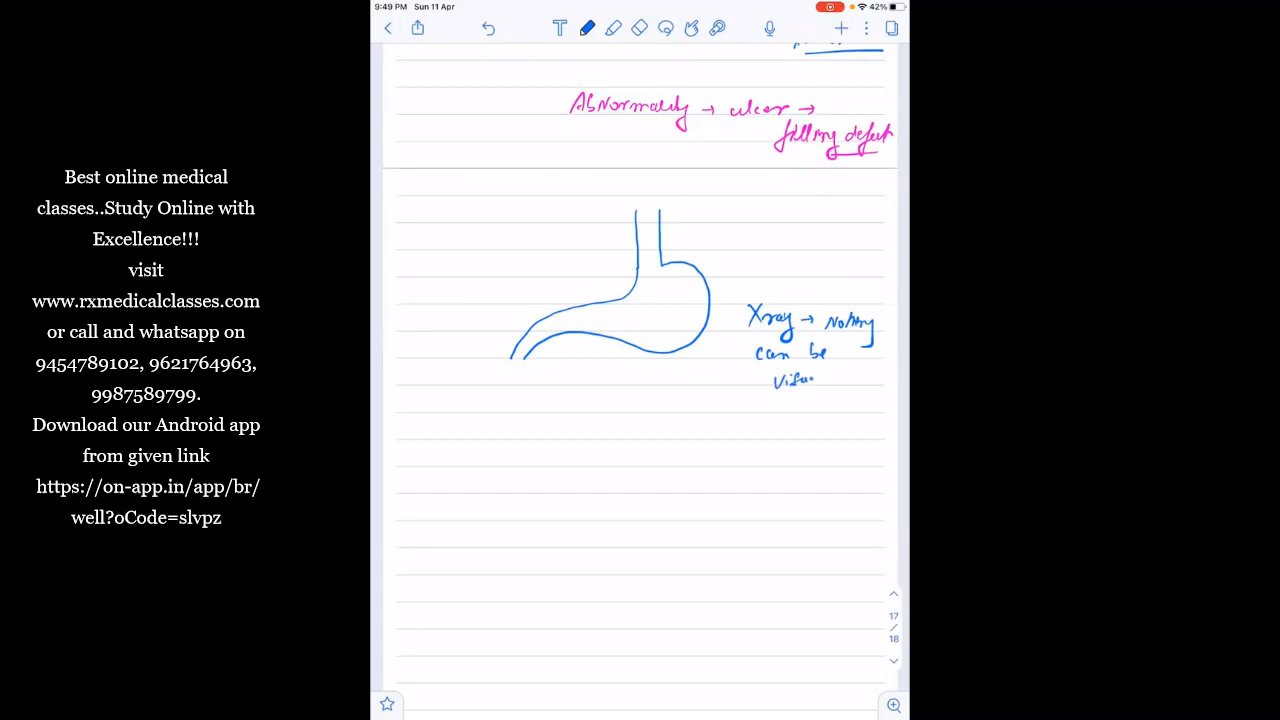 9:49 PM Sun 11 Apr
42%
Abnormality → ulcer →
filling defect
Best online medical
classes..Study Online with
Excellence!!!
visit
www.rxmedicalclasses.com
or call and whatsapp on
9454789102, 9621764963,
9987589799.
Download our Android app
from given link
https://on-app.in/app/br/
well?oCode=slvpz
Xray → Nothing
can be
17
/
18